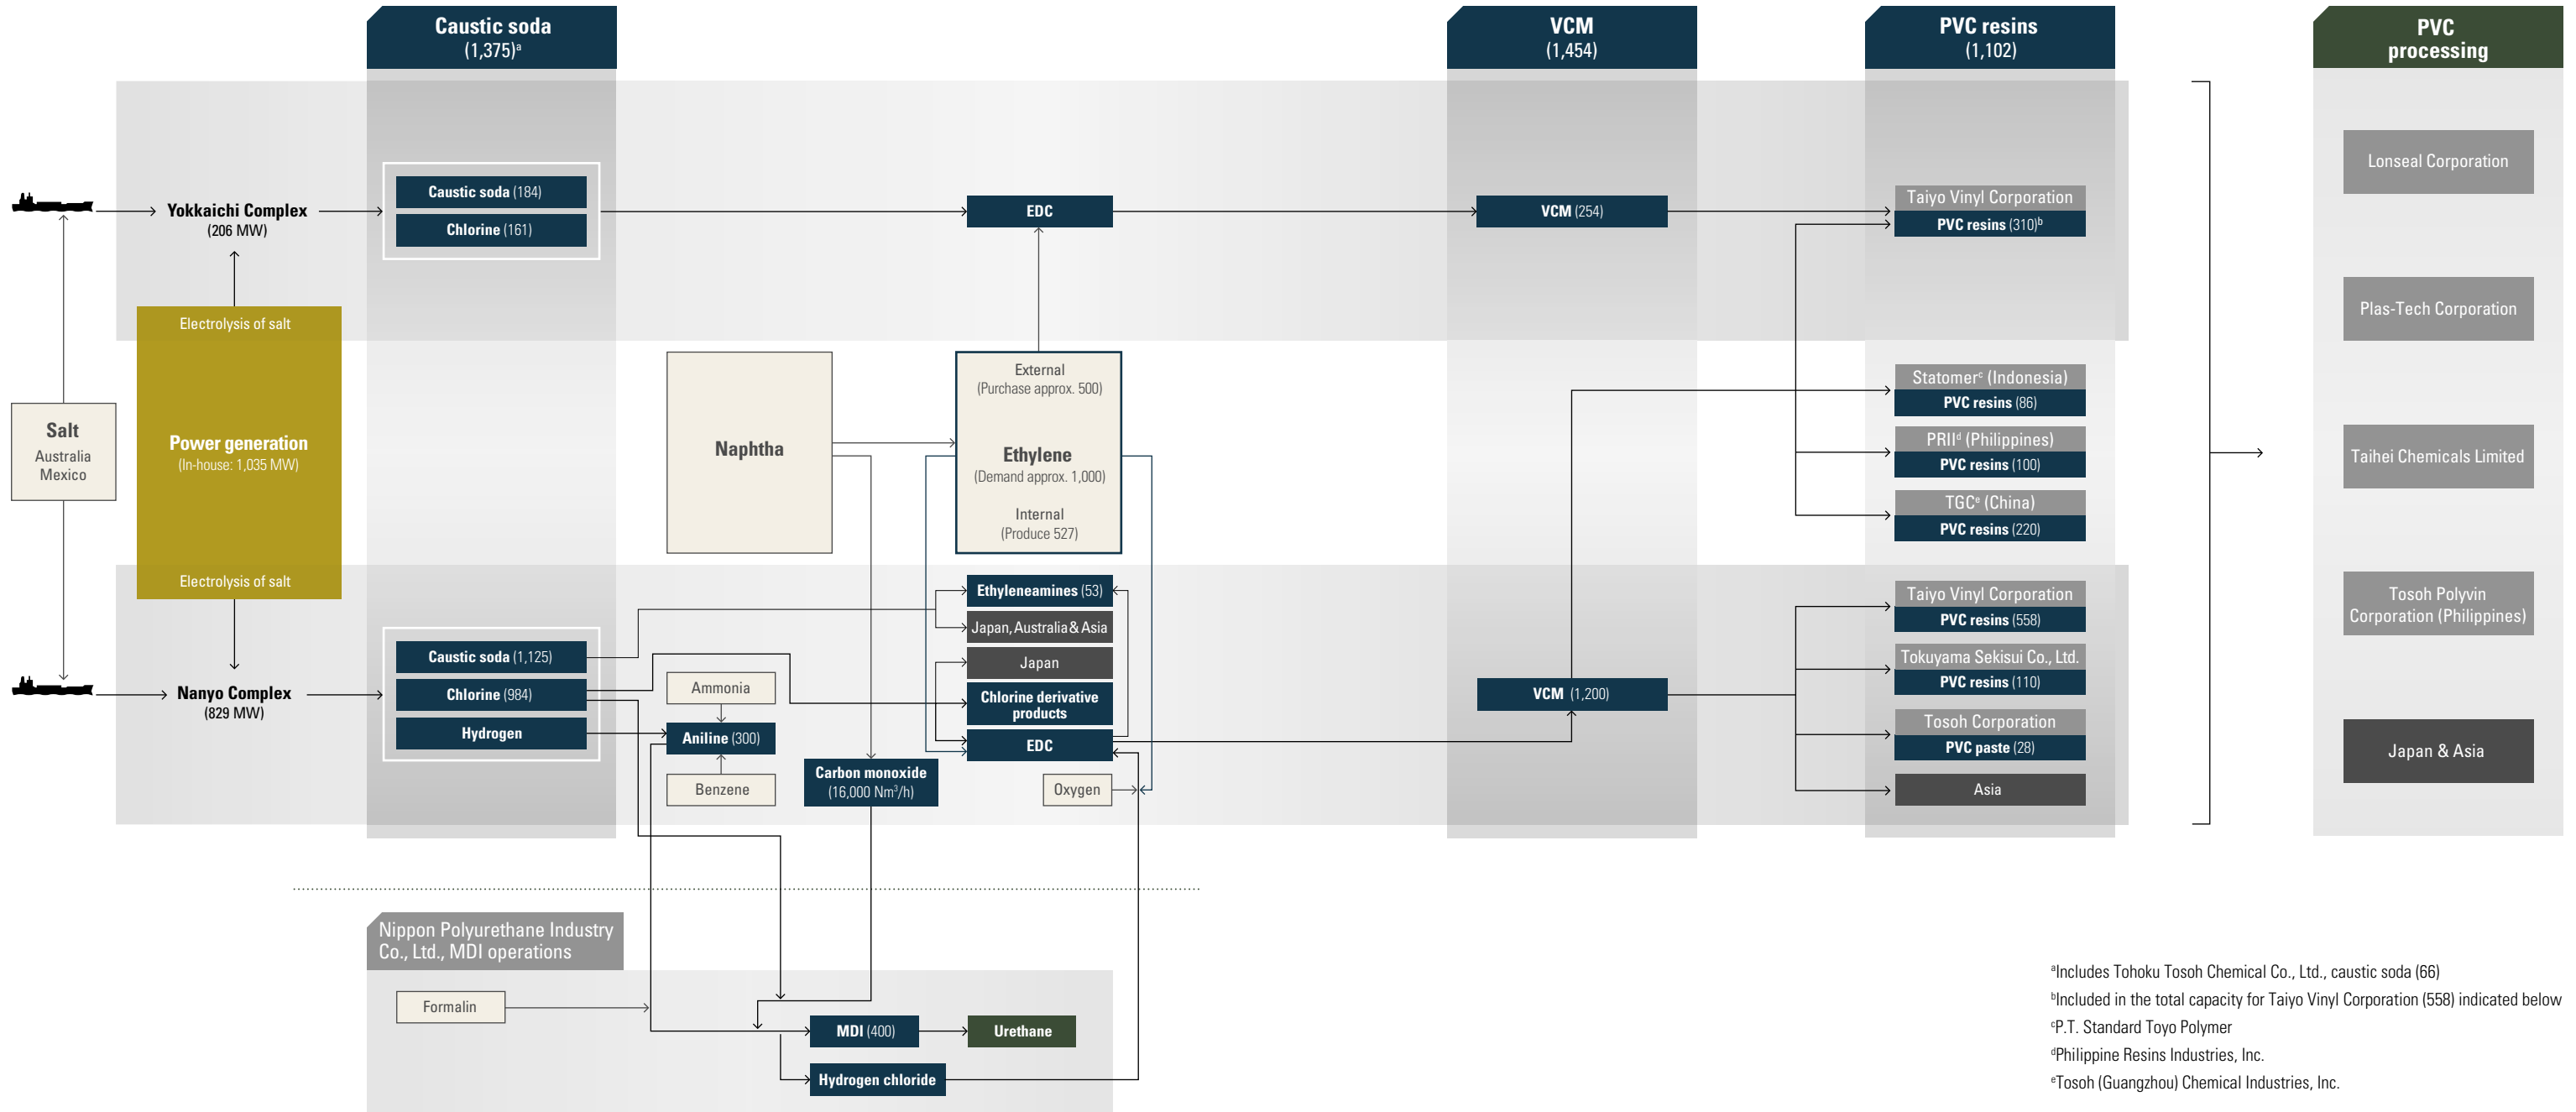 Caustic soda
(1,375)ᵃ
VCM
(1,454)
PVC resins
(1,102)
PVC
processing
Yokkaichi Complex
(206 MW)
Caustic soda (184)
Chlorine (161)
EDC
VCM (254)
Taiyo Vinyl Corporation
PVC resins (310)ᵇ
Lonseal Corporation
Plas-Tech Corporation
Taihei Chemicals Limited
Tosoh Polyvin
Corporation (Philippines)
Japan & Asia
Electrolysis of salt
Power generation
(In-house: 1,035 MW)
Electrolysis of salt
Salt
Australia
Mexico
Naphtha
External
(Purchase approx. 500)
Ethylene
(Demand approx. 1,000)
Internal
(Produce 527)
Statomerᶜ (Indonesia)
PVC resins (86)
PRIIᵈ (Philippines)
PVC resins (100)
TGCᵉ (China)
PVC resins (220)
Nanyo Complex
(829 MW)
Caustic soda (1,125)
Chlorine (984)
Hydrogen
Ammonia
Aniline (300)
Benzene
Carbon monoxide
(16,000 Nm³/h)
Ethyleneamines (53)
Japan, Australia & Asia
Japan
Chlorine derivative
products
EDC
Oxygen
VCM (1,200)
Taiyo Vinyl Corporation
PVC resins (558)
Tokuyama Sekisui Co., Ltd.
PVC resins (110)
Tosoh Corporation
PVC paste (28)
Asia
Nippon Polyurethane Industry
Co., Ltd., MDI operations
Formalin
MDI (400)
Urethane
Hydrogen chloride
ᵃIncludes Tohoku Tosoh Chemical Co., Ltd., caustic soda (66)
ᵇIncluded in the total capacity for Taiyo Vinyl Corporation (558) indicated below
ᶜP.T. Standard Toyo Polymer
ᵈPhilippine Resins Industries, Inc.
ᵉTosoh (Guangzhou) Chemical Industries, Inc.